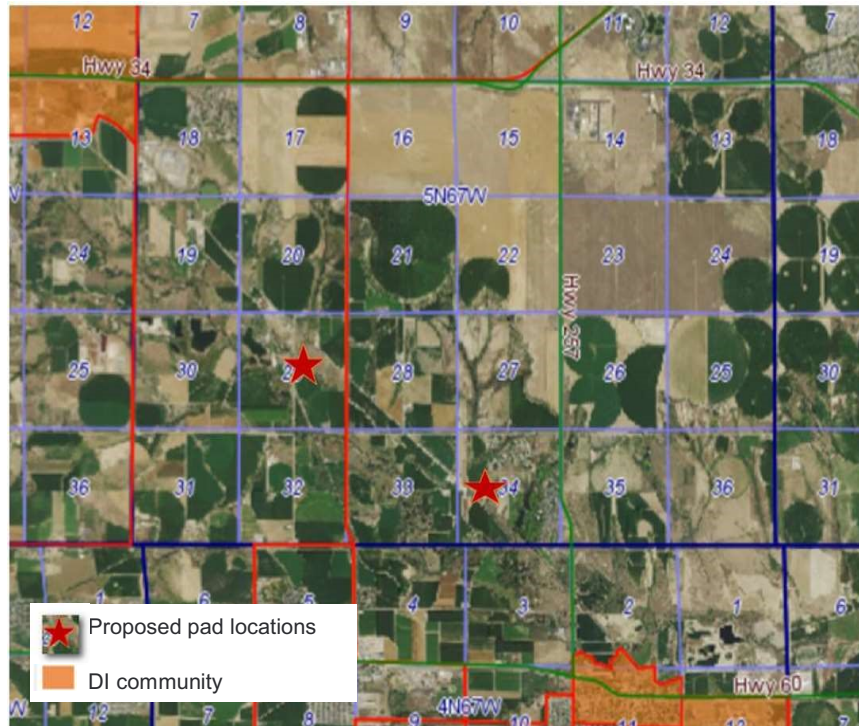 12 7 8 9 10 11 12 7
Hwy 34 Hwy 34
13 18 17 16 15 14 13 18
5N67W
24 19 20 21 22 23 24 19
Hwy 257
25 30 28 27 26 25 30
36 31 32 33 34 35 36 31
1 6 5 4 3 2 1 6
Proposed pad locations
DI community
Hwy 60
4N67W
W 12 7 8 9 10 11 12 7